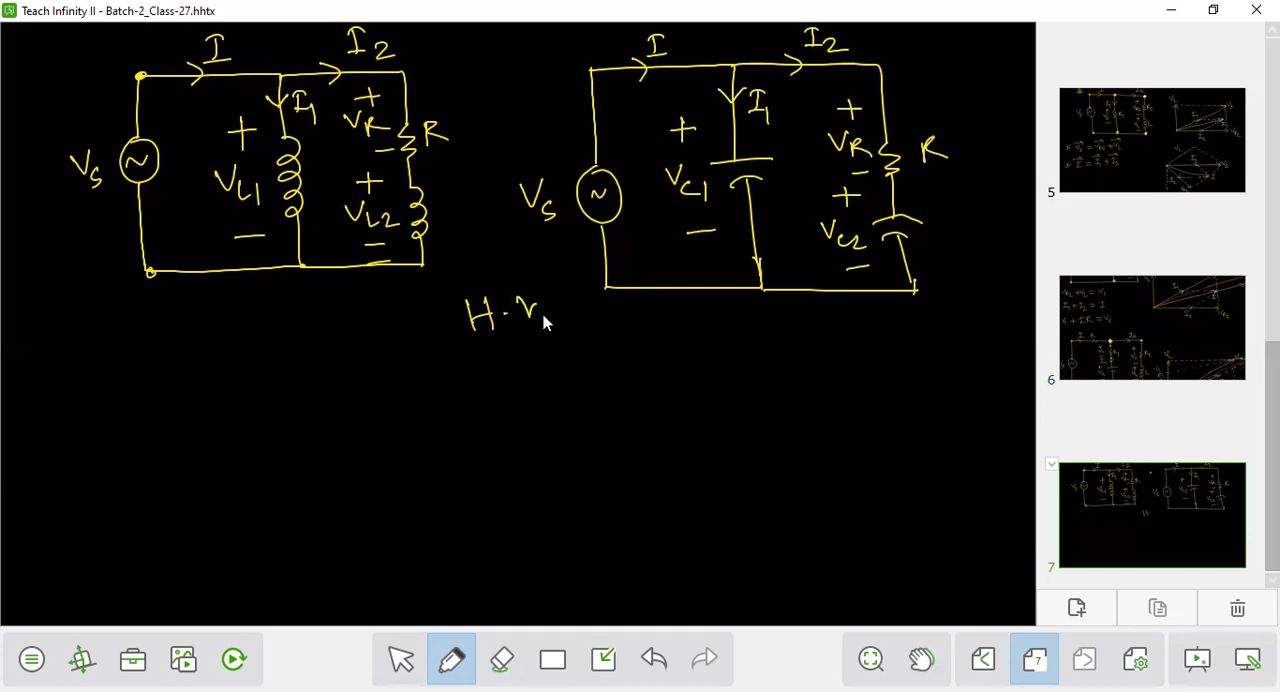 Teach Infinity II - Batch-2_Class-27.hhtx
I
I2
I1
+
VR
-
R
+
VL1
-
+
VL2
-
Vs
I
I2
I1
+
VC1
-
+
VR
-
R
+
VC2
-
Vs
H.
5
6
7
7